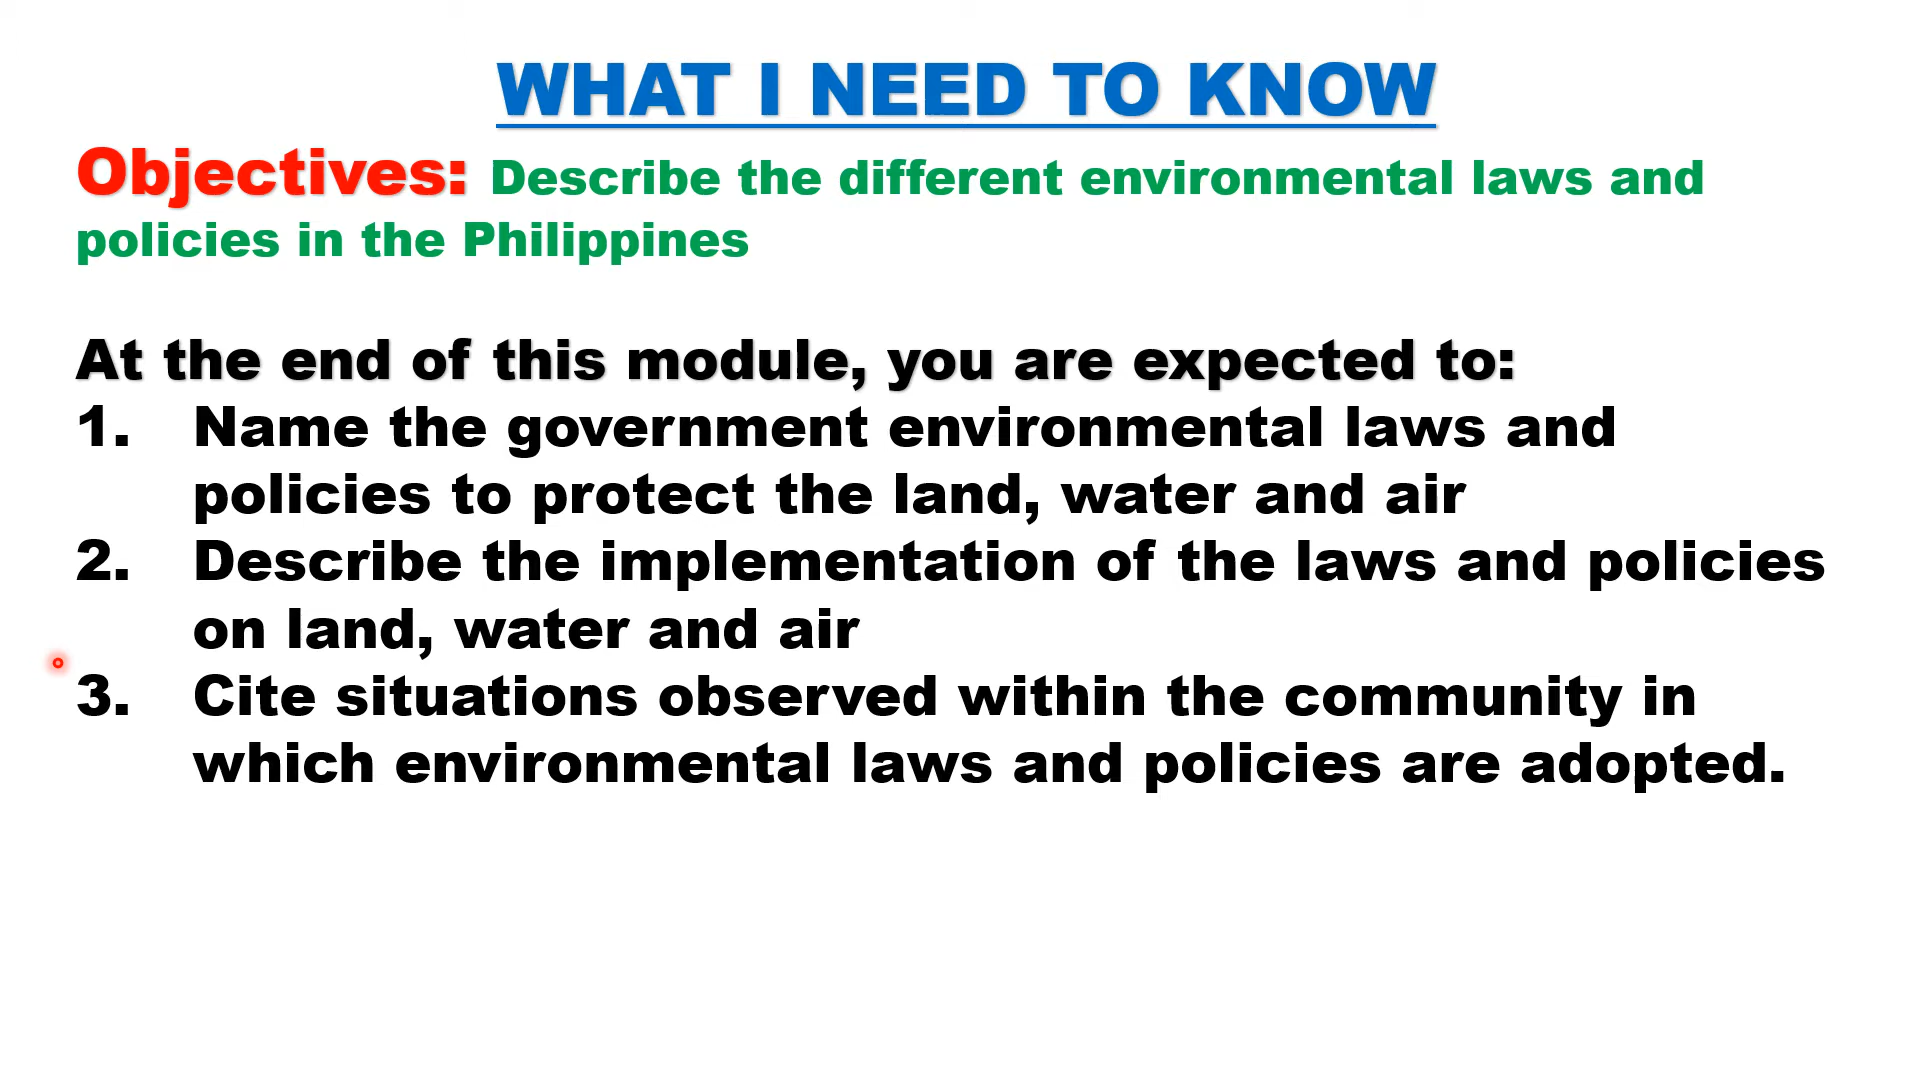 WHAT I NEED TO KNOW
Objectives: Describe the different environmental laws and
policies in the Philippines
At the end of this module, you are expected to:
1. Name the government environmental laws and
policies to protect the land, water and air
2. Describe the implementation of the laws and policies
on land, water and air
3. Cite situations observed within the community in
which environmental laws and policies are adopted.